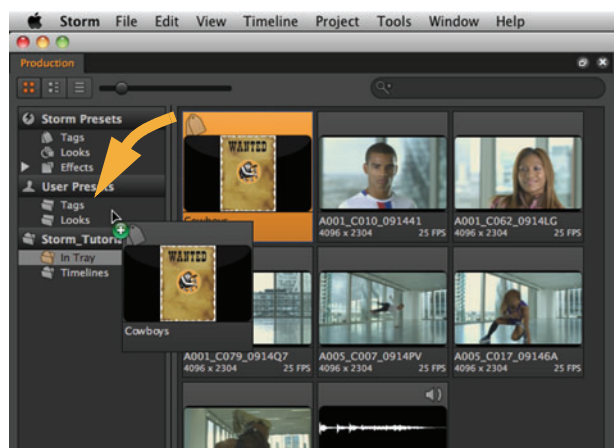 Storm File Edit View Timeline Project Tools Window Help
Production
Storm Presets
Tags
Looks
Effects
User Presets
Tags
Looks
Storm_Tutori
In Tray
Timelines
WANTED
Cowboys
WANTED
Cowboys
A001_C010_091441
4096 x 2304 25 FPS
A001_C062_0914LG
4096 x 2304 25 FPS
A001_C079_0914Q7
4096 x 2304 25 FPS
A005_C007_0914PV
4096 x 2304 25 FPS
A005_C017_09146A
4096 x 2304 25 FPS